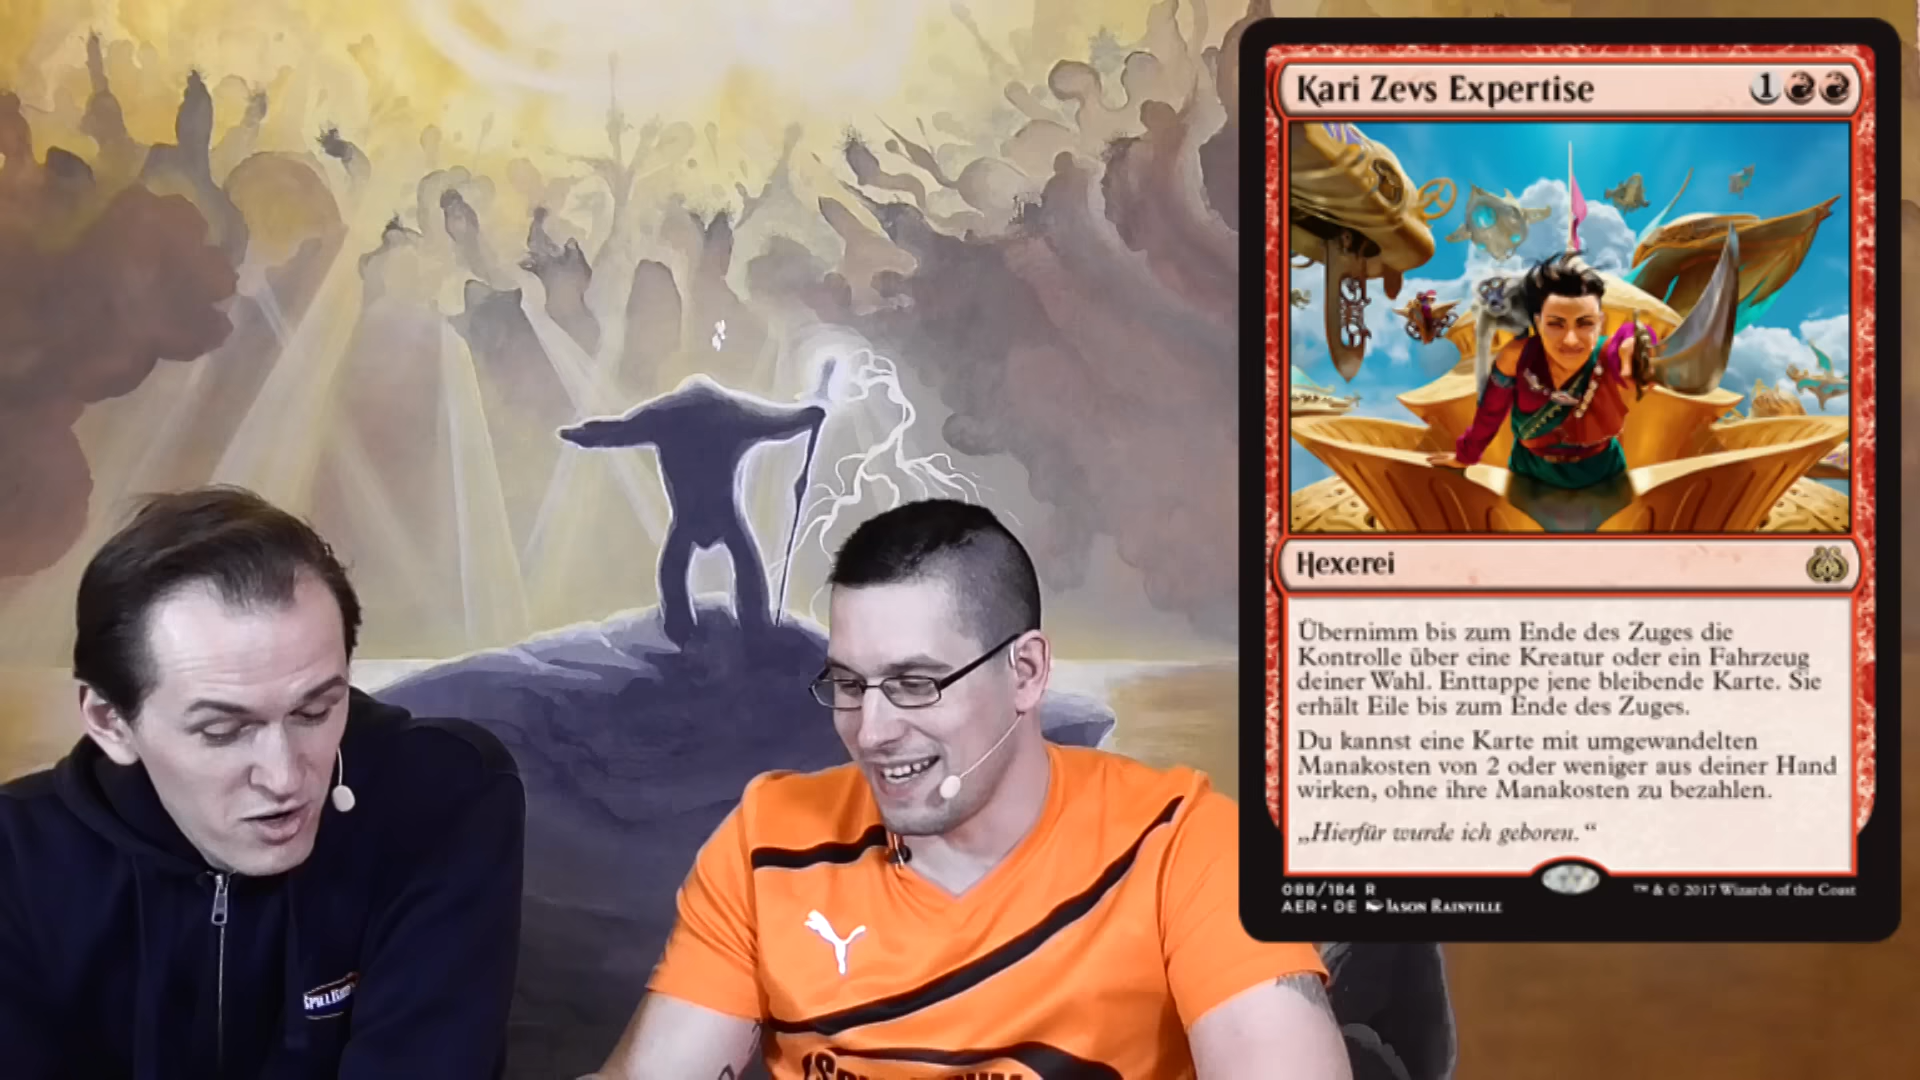 Kari Zevs Expertise
1
Hexerei
Übernimm bis zum Ende des Zuges die
Kontrolle über eine Kreatur oder ein Fahrzeug
deiner Wahl. Enttappe jene bleibende Karte. Sie
erhält Eile bis zum Ende des Zuges.
Du kannst eine Karte mit umgewandelten
Manakosten von 2 oder weniger aus deiner Hand
wirken, ohne ihre Manakosten zu bezahlen.
„Hierfür wurde ich geboren.“
088/184 R
™ & © 2017 Wizards of the Coast
AER • DE Jason Rainville